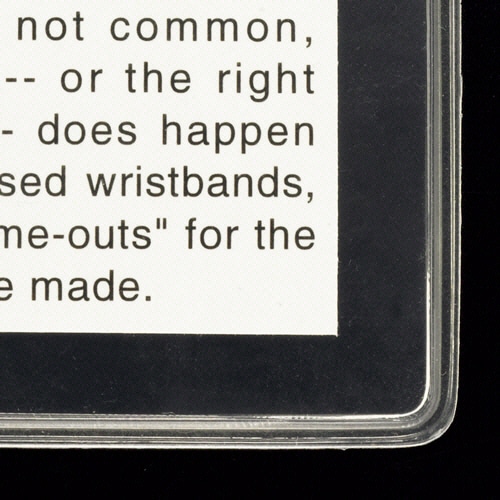 not common,
-- or the right
- does happen
sed wristbands,
me-outs" for the
e made.